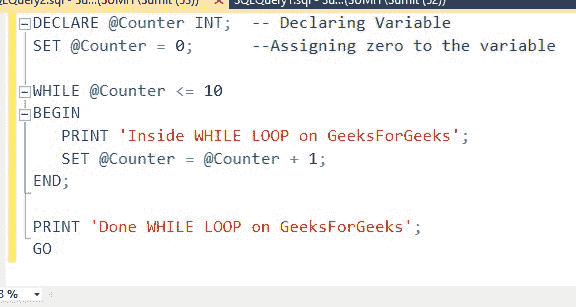 SQLQuery2.sql - Su...(SUMIT (Sumit (53)) SQLQuery1.sql - Su...(SUMIT (Sumit (52))
DECLARE @Counter INT; -- Declaring Variable
SET @Counter = 0; --Assigning zero to the variable
WHILE @Counter <= 10
BEGIN
PRINT 'Inside WHILE LOOP on GeeksForGeeks';
SET @Counter = @Counter + 1;
END;
PRINT 'Done WHILE LOOP on GeeksForGeeks';
GO
%